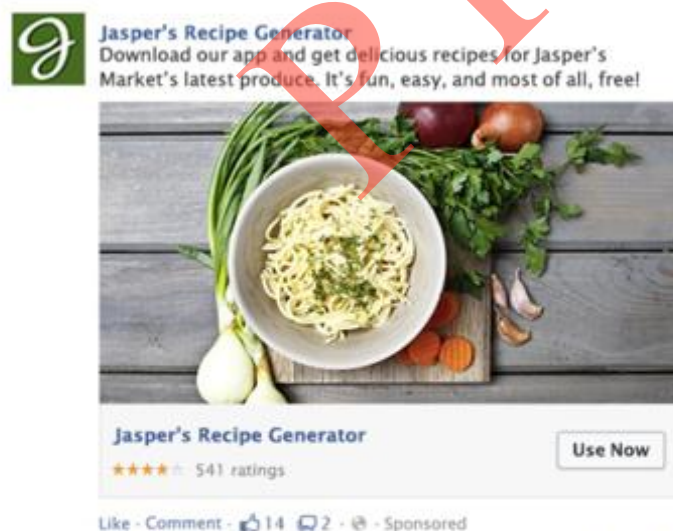 Jasper's Recipe Generator
Download our app and get delicious recipes for Jasper's
Market's latest produce. It's fun, easy, and most of all, free!
Jasper's Recipe Generator
Use Now
541 ratings
Like · Comment · 14 2 · · Sponsored